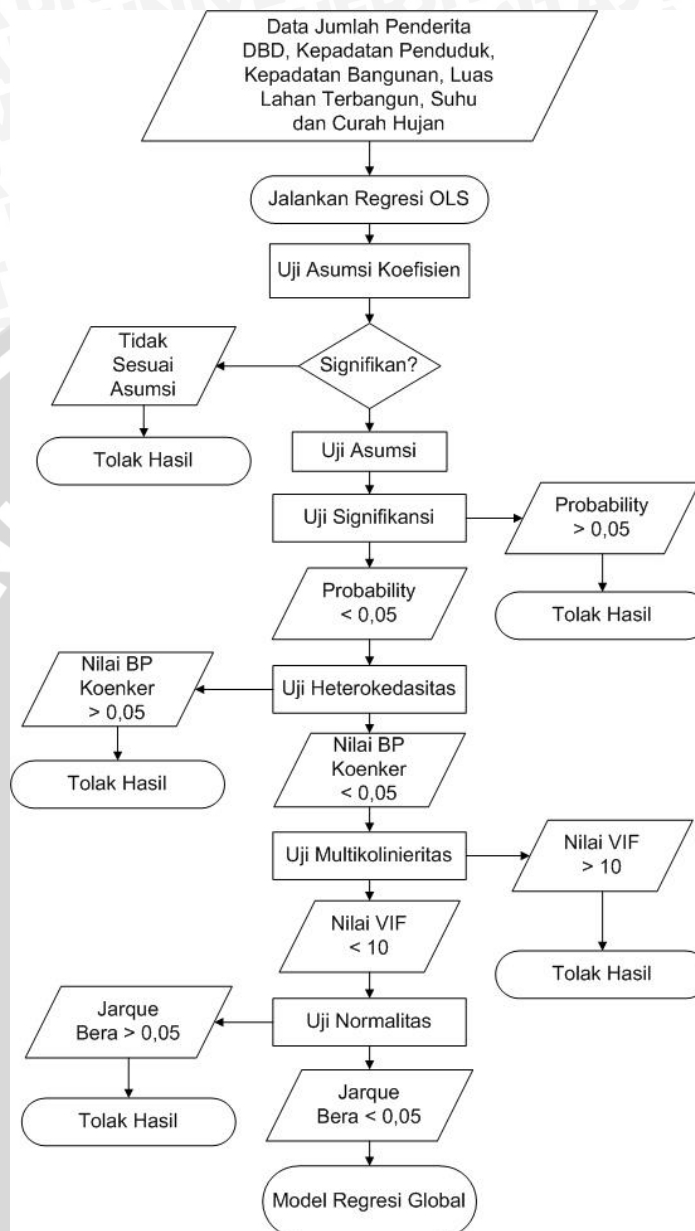 Data Jumlah Penderita
DBD, Kepadatan Penduduk,
Kepadatan Bangunan, Luas
Lahan Terbangun, Suhu
dan Curah Hujan
Jalankan Regresi OLS
Uji Asumsi Koefisien
Signifikan?
Tidak
Sesuai
Asumsi
Tolak Hasil
Uji Asumsi
Uji Signifikansi
Probability
> 0,05
Tolak Hasil
Probability
< 0,05
Uji Heterokedasitas
Nilai BP
Koenker
> 0,05
Tolak Hasil
Nilai BP
Koenker
< 0,05
Uji Multikolinieritas
Nilai VIF
> 10
Tolak Hasil
Nilai VIF
< 10
Uji Normalitas
Jarque
Bera > 0,05
Tolak Hasil
Jarque
Bera < 0,05
Model Regresi Global